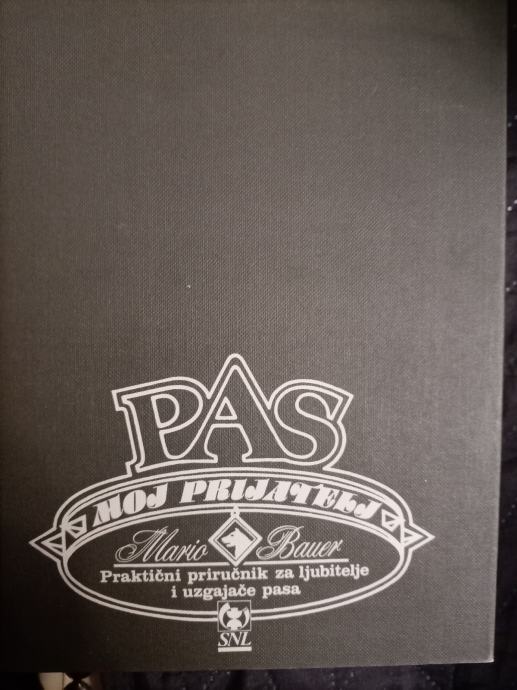 PAS
MOJ PRIJATELJ
Mario Bauer
Praktični priručnik za ljubitelje
i uzgajače pasa
SNL